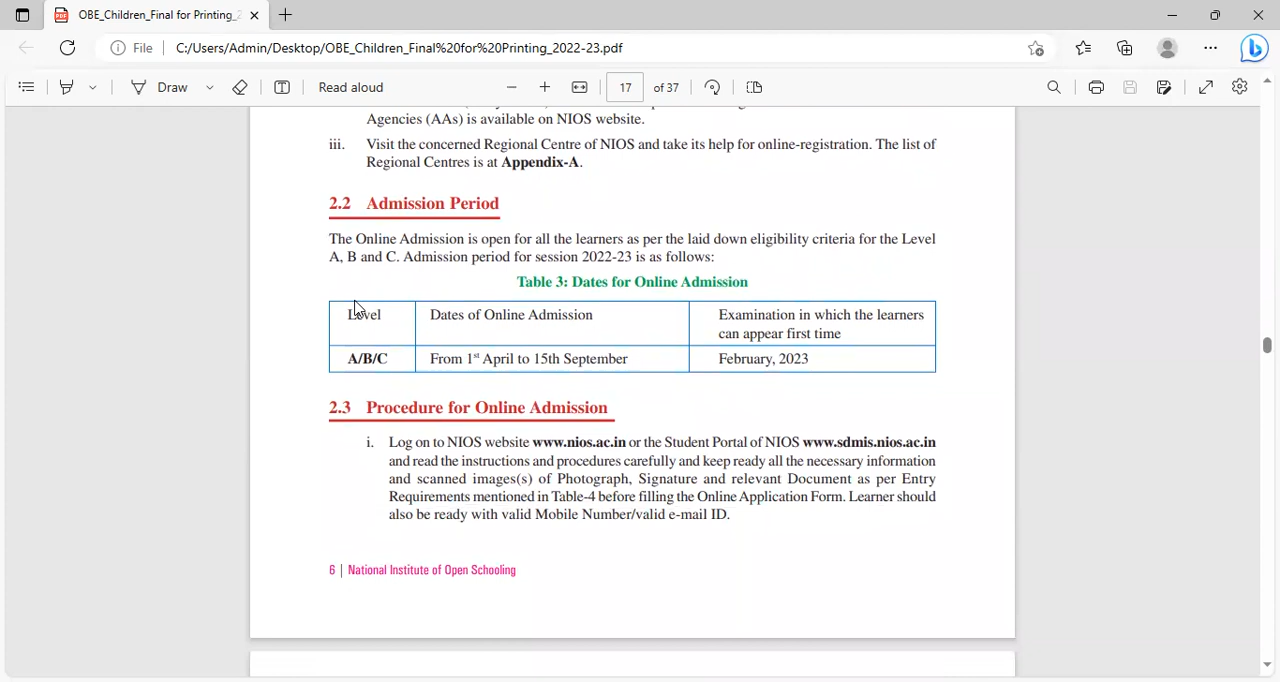 OBE_Children_Final for Printing_2
File
C:/Users/Admin/Desktop/OBE_Children_Final%20for%20Printing_2022-23.pdf
Draw
Read aloud
17 of 37
Agencies (AAs) is available on NIOS website.
iii. Visit the concerned Regional Centre of NIOS and take its help for online-registration. The list of
Regional Centres is at Appendix-A.
2.2 Admission Period
The Online Admission is open for all the learners as per the laid down eligibility criteria for the Level
A, B and C. Admission period for session 2022-23 is as follows:
Table 3: Dates for Online Admission
Level Dates of Online Admission Examination in which the learners
can appear first time
A/B/C From 1st April to 15th September February, 2023
2.3 Procedure for Online Admission
i. Log on to NIOS website www.nios.ac.in or the Student Portal of NIOS www.sdmis.nios.ac.in
and read the instructions and procedures carefully and keep ready all the necessary information
and scanned images(s) of Photograph, Signature and relevant Document as per Entry
Requirements mentioned in Table-4 before filling the Online Application Form. Learner should
also be ready with valid Mobile Number/valid e-mail ID.
6 | National Institute of Open Schooling